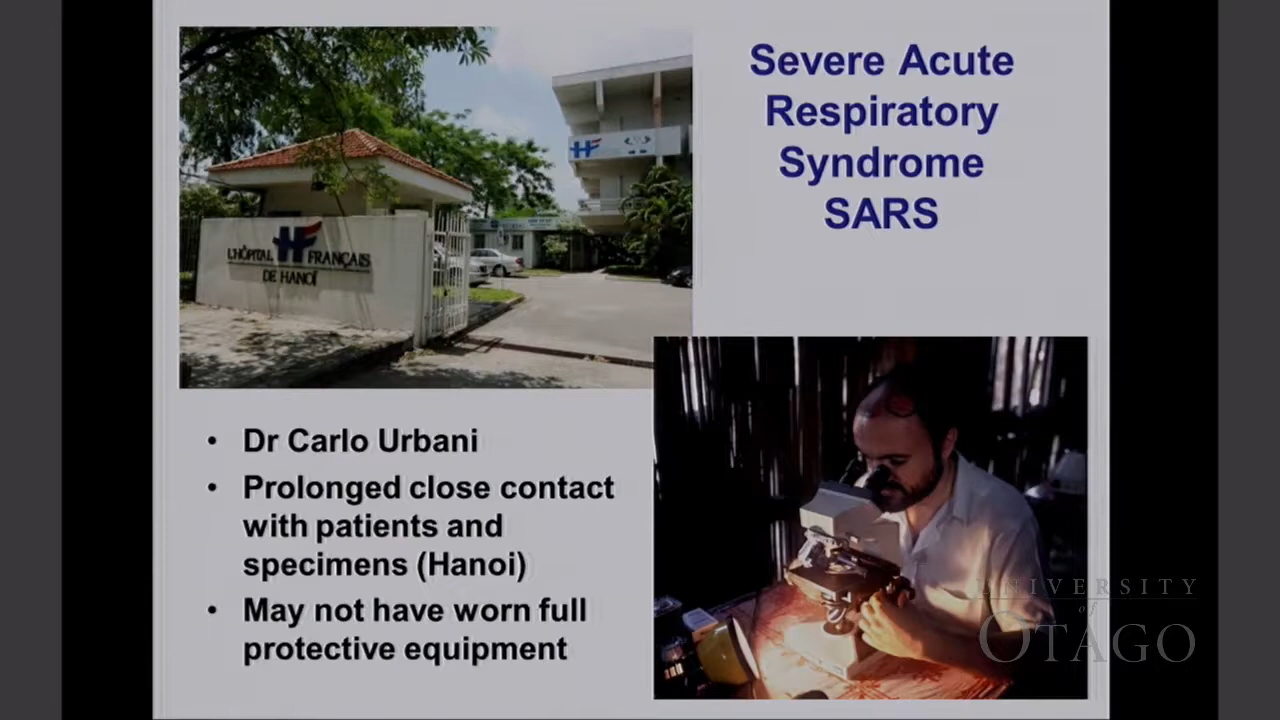 Severe Acute
Respiratory
Syndrome
SARS
L'HÔPITAL FRANÇAIS
DE HANOÏ
• Dr Carlo Urbani
• Prolonged close contact
with patients and
specimens (Hanoi)
• May not have worn full
protective equipment
UNIVERSITY
of
OTAGO